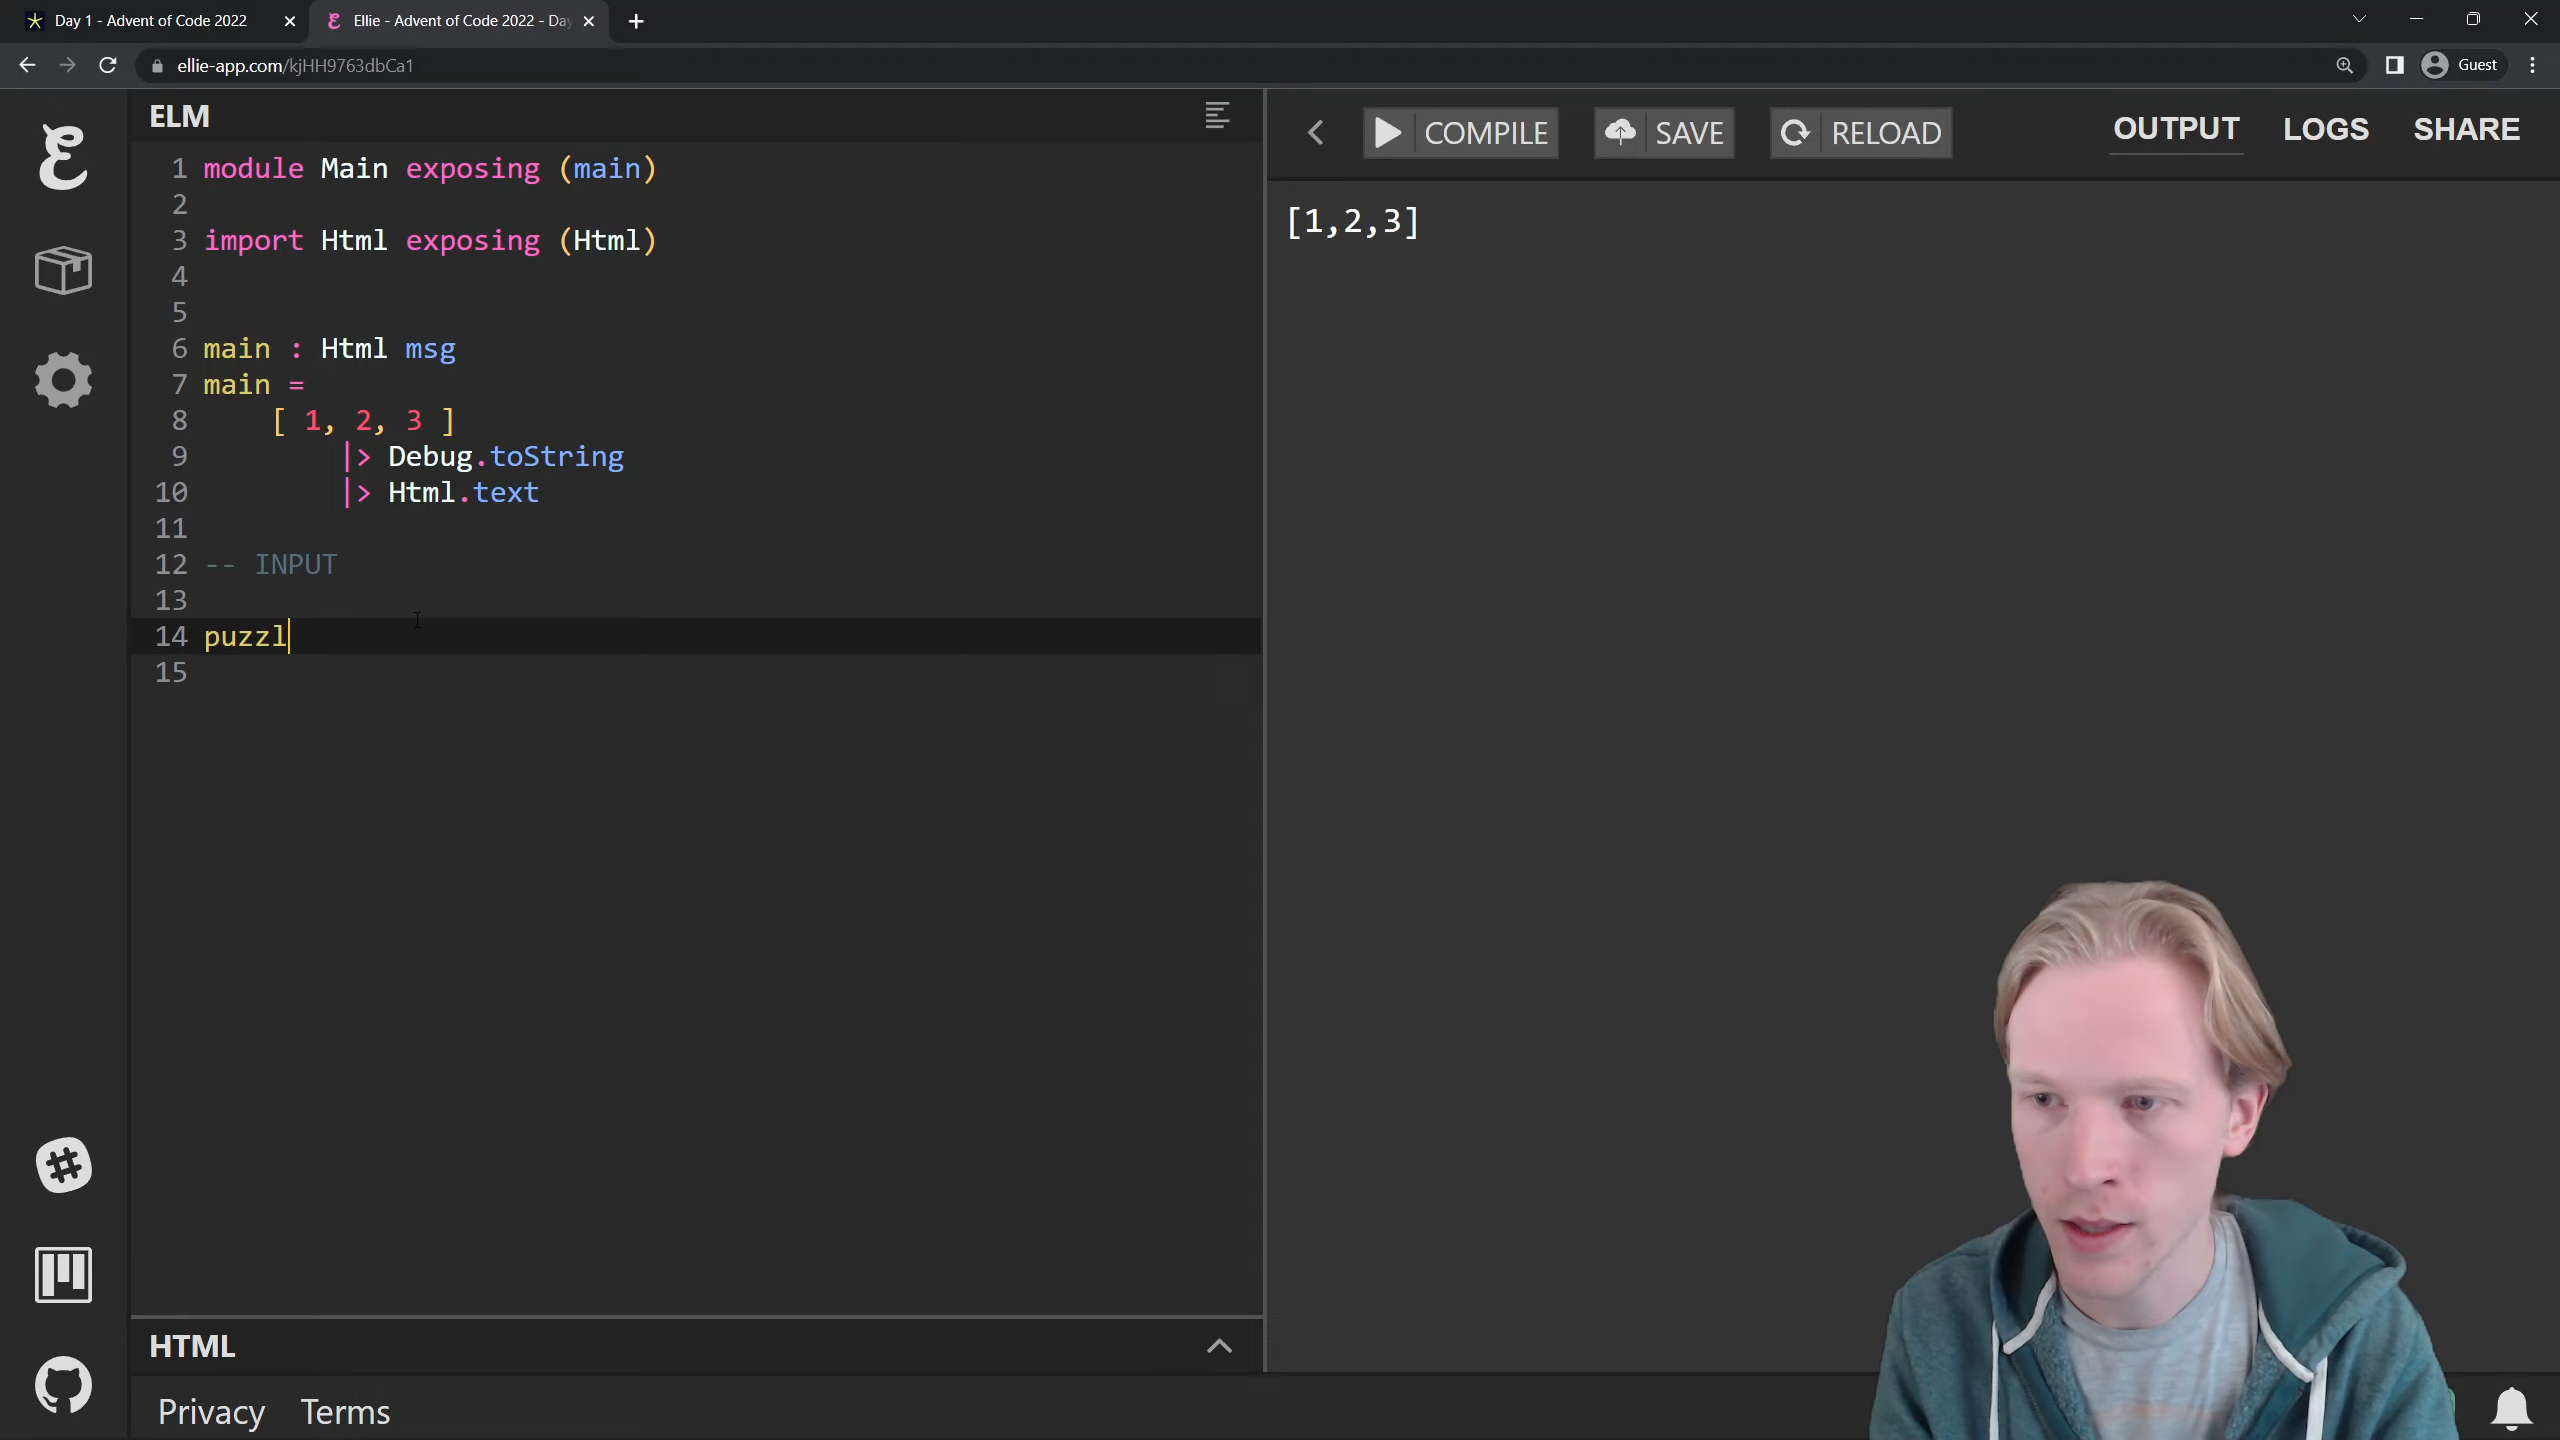 Day 1 - Advent of Code 2022
Ellie - Advent of Code 2022 - Day
ellie-app.com/kjHH9763dbCa1
Guest
ELM
COMPILE
SAVE
RELOAD
OUTPUT
LOGS
SHARE
1 module Main exposing (main)
2
3 import Html exposing (Html)
4
5
6 main : Html msg
7 main =
8     [ 1, 2, 3 ]
9         |> Debug.toString
10         |> Html.text
11
12 -- INPUT
13
14 puzzl
15
[1,2,3]
HTML
Privacy
Terms